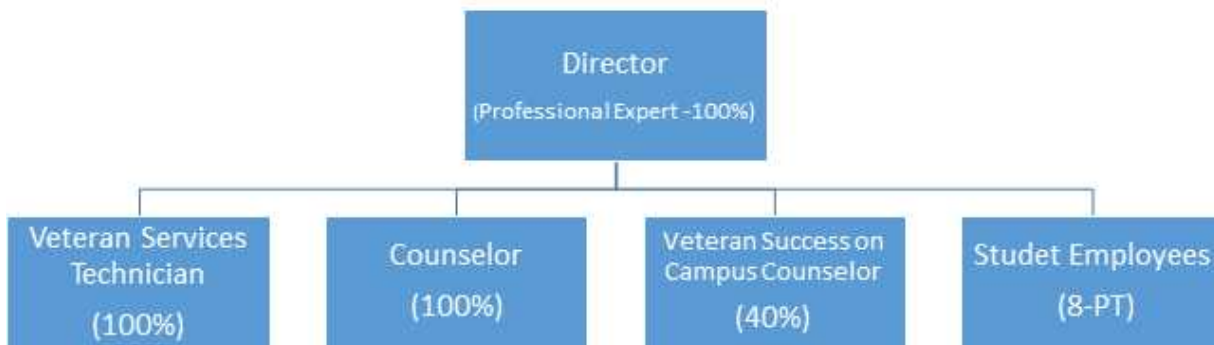 Director
(Professional Expert -100%)
Veteran Services
Technician
(100%)
Counselor
(100%)
Veteran Success on
Campus Counselor
(40%)
Studet Employees
(8-PT)